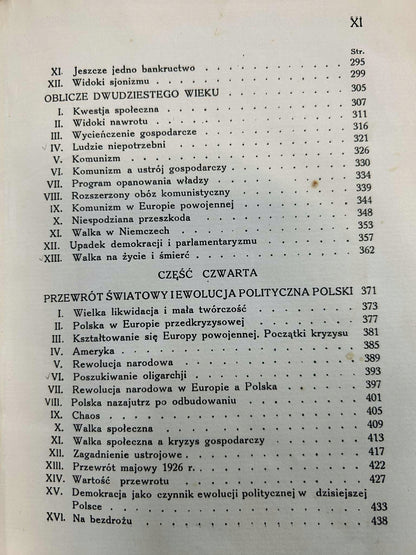 XI
Str.
XI. Jeszcze jedno bankructwo . . . . . . . . . . 295
XII. Widoki sjonizmu . . . . . . . . . . 299
OBLICZE DWUDZIESTEGO WIEKU . . . . . . . . 305
I. Kwestja społeczna . . . . . . . . . . 307
II. Widoki nawrotu . . . . . . . . . . 311
III. Wycieńczenie gospodarcze . . . . . . . . . . 316
IV. Ludzie niepotrzebni . . . . . . . . . . 321
V. Komunizm . . . . . . . . . . 326
VI. Komunizm a ustrój gospodarczy . . . . . . . . 330
VII. Program opanowania władzy . . . . . . . . 334
VIII. Rozszerzony obóz komunistyczny . . . . . . . . 339
IX. Komunizm w Europie powojennej . . . . . . . . 344
X. Niespodziana przeszkoda . . . . . . . . 348
XI. Walka w Niemczech . . . . . . . . 353
XII. Upadek demokracji i parlamentaryzmu . . . . . . 357
XIII. Walka na życie i śmierć . . . . . . . . 362
CZĘŚĆ CZWARTA
PRZEWRÓT ŚWIATOWY I EWOLUCJA POLITYCZNA POLSKI 371
I. Wielka likwidacja i mała twórczość . . . . . . 373
II. Polska w Europie przedkryzysowej . . . . . . 377
III. Kształtowanie się Europy powojennej. Początki kryzysu 381
IV. Ameryka . . . . . . . . . . 385
V. Rewolucja narodowa . . . . . . . . 389
VI. Poszukiwanie oligarchji . . . . . . . . 393
VII. Rewolucja narodowa w Europie a Polska . . . . . . 397
VIII. Polska nazajutrz po odbudowaniu . . . . . . 401
IX. Chaos . . . . . . . . . . 405
X. Walka społeczna . . . . . . . . 409
XI. Walka społeczna a kryzys gospodarczy . . . . . . 413
XII. Zagadnienie ustrojowe . . . . . . . . 417
XIII. Przewrót majowy 1926 r. . . . . . . . . 422
XIV. Wartość przewrotu . . . . . . . . 427
XV. Demokracja jako czynnik ewolucji politycznej w dzisiejszej
Polsce . . . . . . . . . . 433
XVI. Na bezdrożu . . . . . . . . . . 438